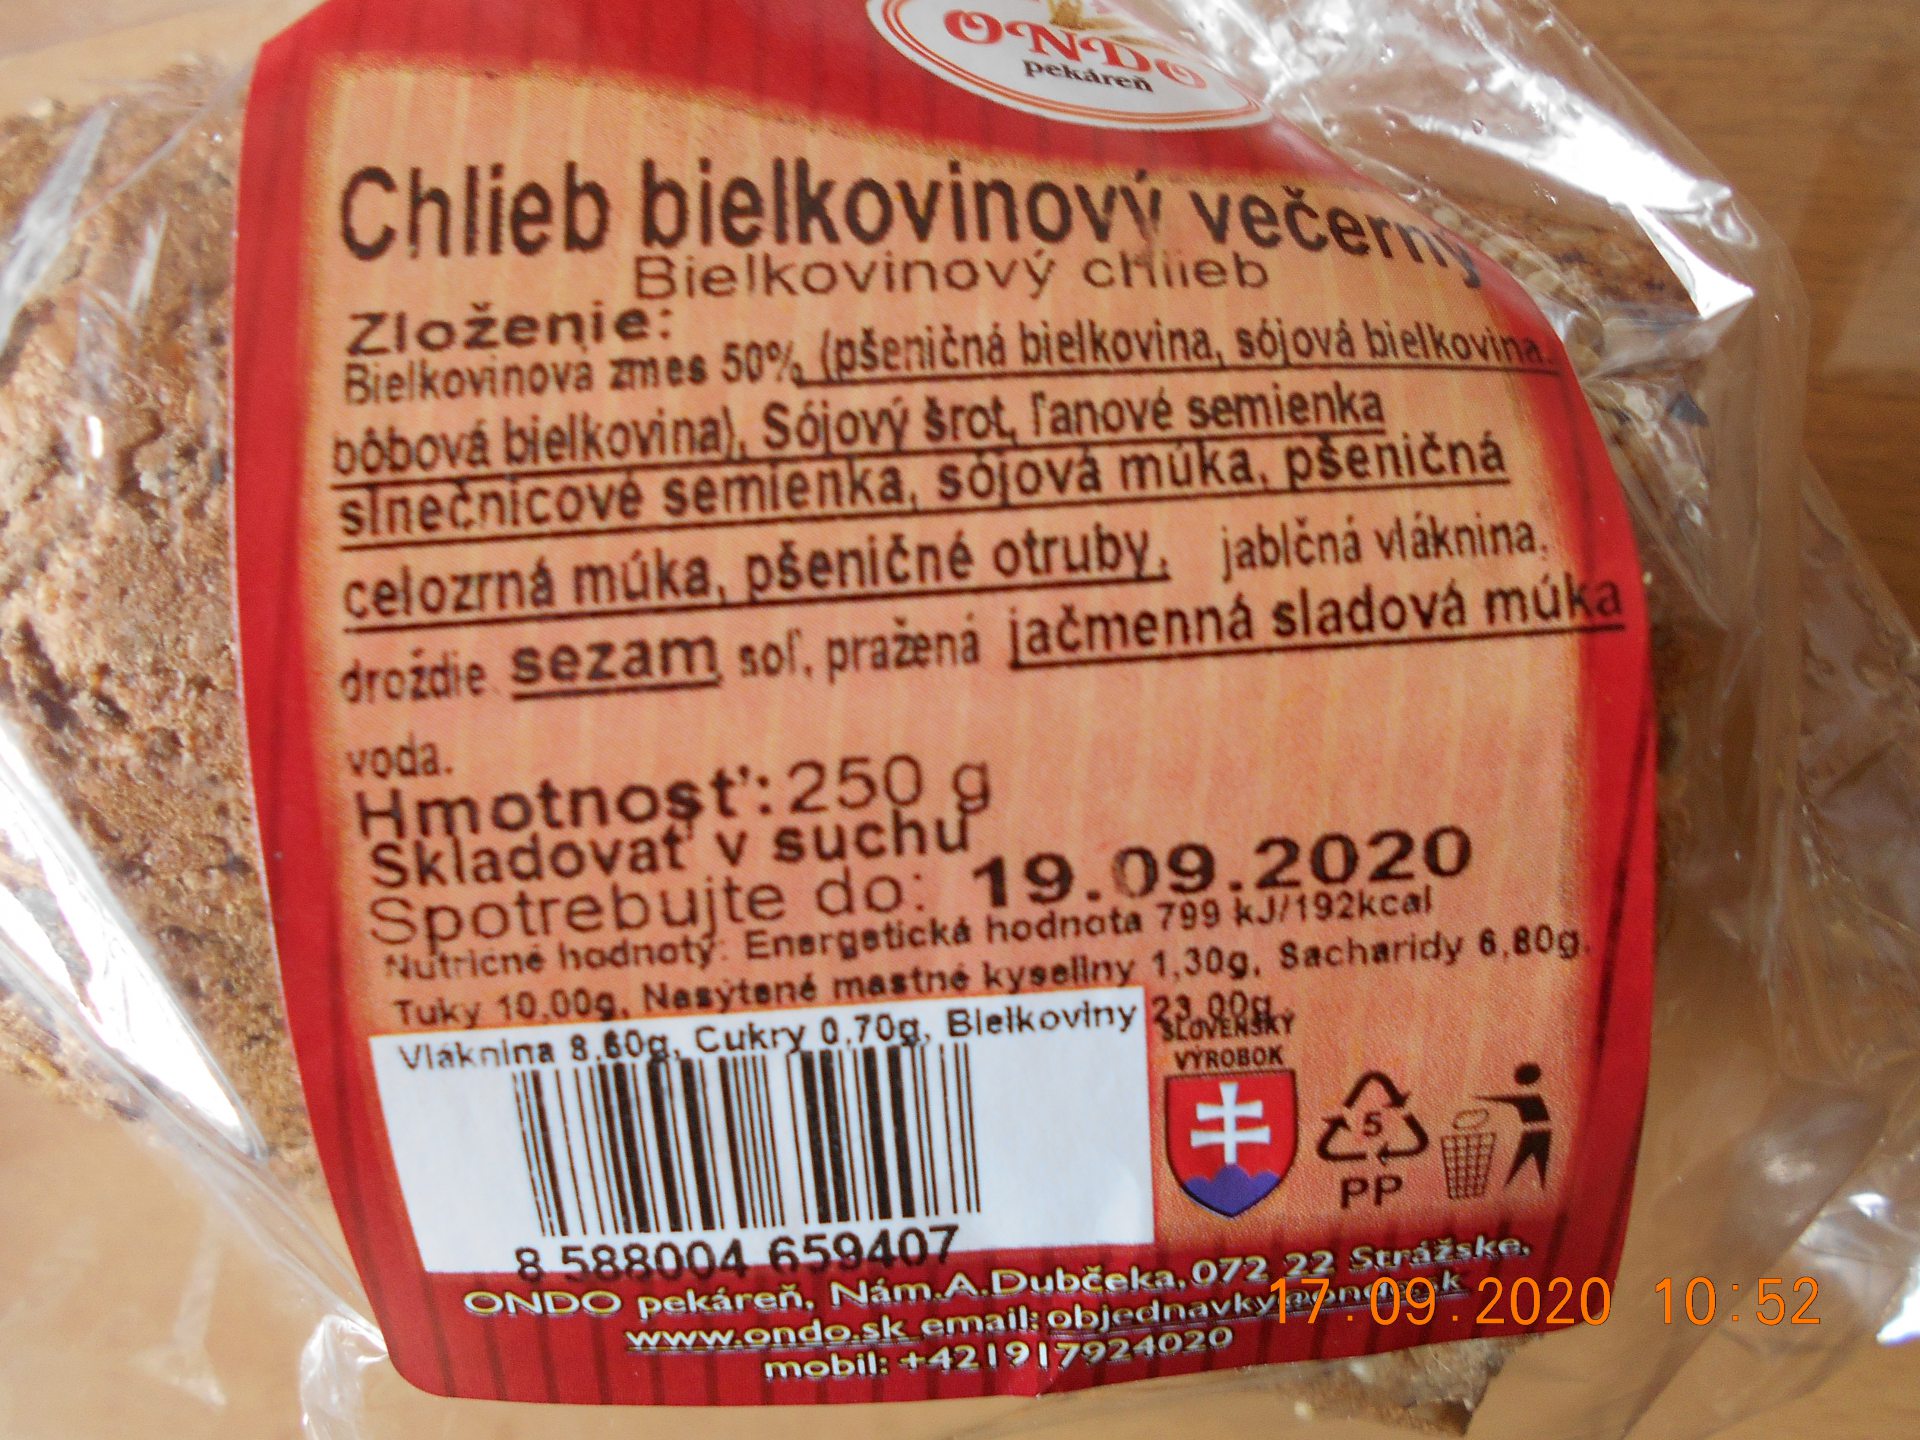 ONDO
pekáreň
Chlieb bielkovinový večerný
Bielkovinový chlieb
Zloženie:
Bielkovinová zmes 50% (pšeničná bielkovina, sójová bielkovina,
bôbová bielkovina), Sójový šrot, ľanové semienka
slnečnicové semienka, sójová múka, pšeničná
celozrná múka, pšeničné otruby, jablčná vláknina,
droždie sezam soľ, pražená jačmenná sladová múka
voda.
Hmotnosť: 250 g
Skladovať v suchu
Spotrebujte do: 19.09.2020
Nutričné hodnoty: Energetická hodnota 799 kJ/192kcal
Tuky 10,00g, Nasýtené mastné kyseliny 1,30g, Sacharidy 6,80g,
Vláknina 8,60g, Cukry 0,70g, Bielkoviny 23,00g,
SLOVENSKÝ
VÝROBOK
5
PP
8 588004 659407
ONDO pekáreň, Nám.A.Dubčeka,072 22 Strážske,
www.ondo.sk email: objednavky@ondo.sk
mobil: +421917924020
17.09.2020 10:52